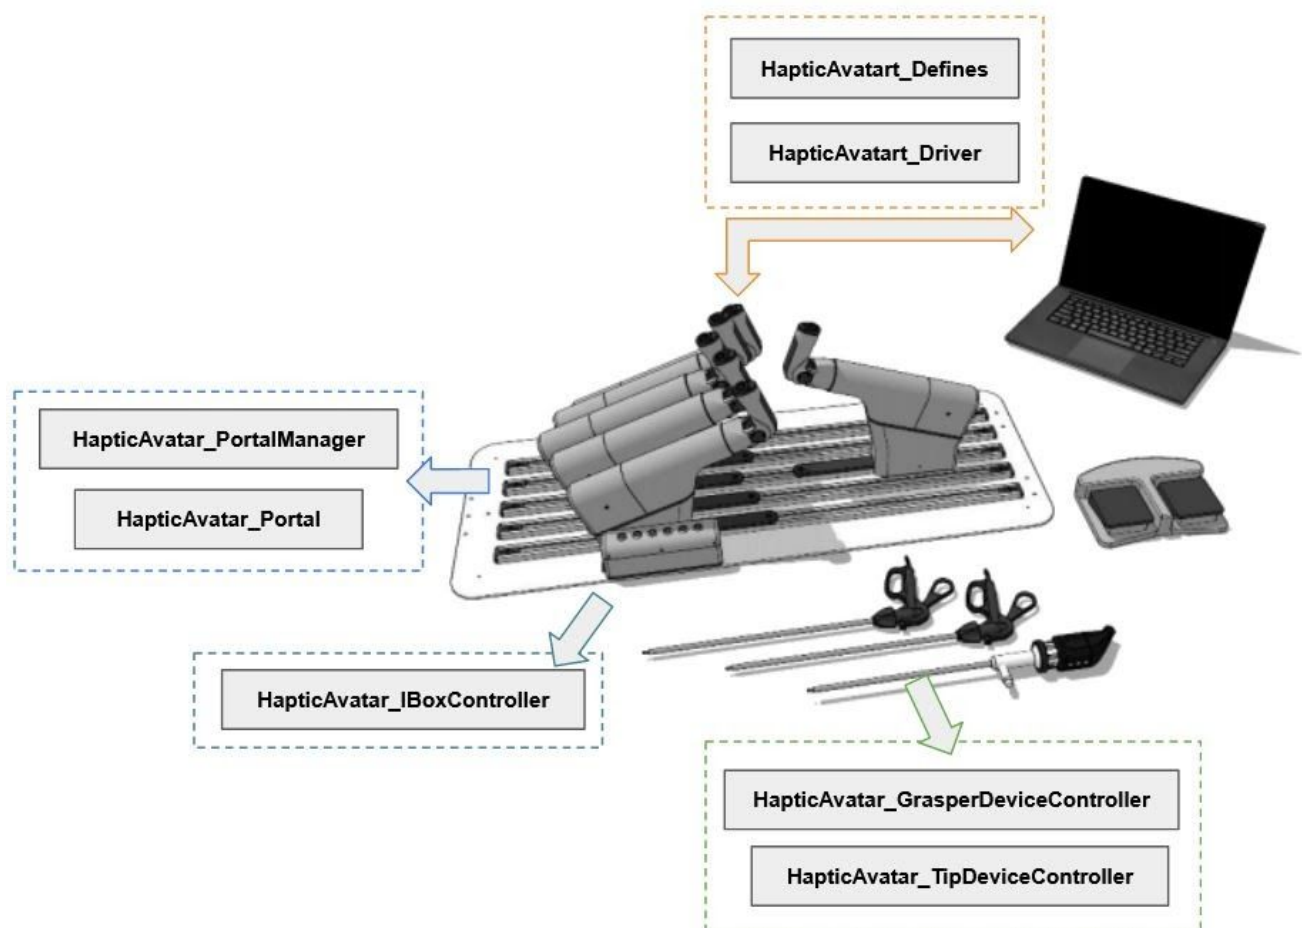 HapticAvatart_Defines
HapticAvatart_Driver
HapticAvatar_PortalManager
HapticAvatar_Portal
HapticAvatar_IBoxController
HapticAvatar_GrasperDeviceController
HapticAvatar_TipDeviceController